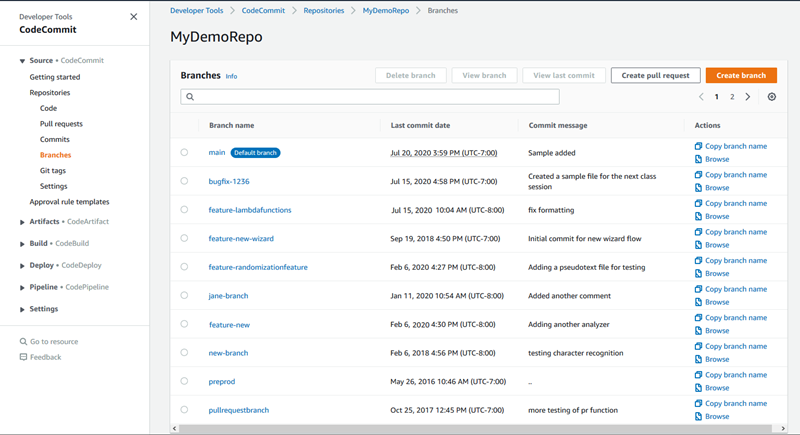 Developer Tools
CodeCommit
Source • CodeCommit
Getting started
Repositories
Code
Pull requests
Commits
Branches
Git tags
Settings
Approval rule templates
Artifacts • CodeArtifact
Build • CodeBuild
Deploy • CodeDeploy
Pipeline • CodePipeline
Settings
Go to resource
Feedback
Developer Tools > CodeCommit > Repositories > MyDemoRepo > Branches
MyDemoRepo
Branches Info Delete branch View branch View last commit Create pull request Create branch
1 2
Branch name Last commit date Commit message Actions
main Default branch Jul 20, 2020 3:59 PM (UTC-7:00) Sample added Copy branch name
Browse
bugfix-1236 Jul 15, 2020 4:58 PM (UTC-7:00) Created a sample file for the next class session Copy branch name
Browse
feature-lambdafunctions Jul 15, 2020 10:04 AM (UTC-8:00) fix formatting Copy branch name
Browse
feature-new-wizard Sep 19, 2018 4:50 PM (UTC-7:00) Initial commit for new wizard flow Copy branch name
Browse
feature-randomizationfeature Feb 6, 2020 4:27 PM (UTC-8:00) Adding a pseudotext file for testing Copy branch name
Browse
jane-branch Jan 11, 2020 10:54 AM (UTC-8:00) Added another comment Copy branch name
Browse
feature-new Feb 6, 2020 4:30 PM (UTC-8:00) Adding another analyzer Copy branch name
Browse
new-branch Feb 6, 2018 4:56 PM (UTC-8:00) testing character recognition Copy branch name
Browse
preprod May 26, 2016 10:46 AM (UTC-7:00) .. Copy branch name
Browse
pullrequestbranch Oct 25, 2017 12:45 PM (UTC-7:00) more testing of pr function Copy branch name
Browse